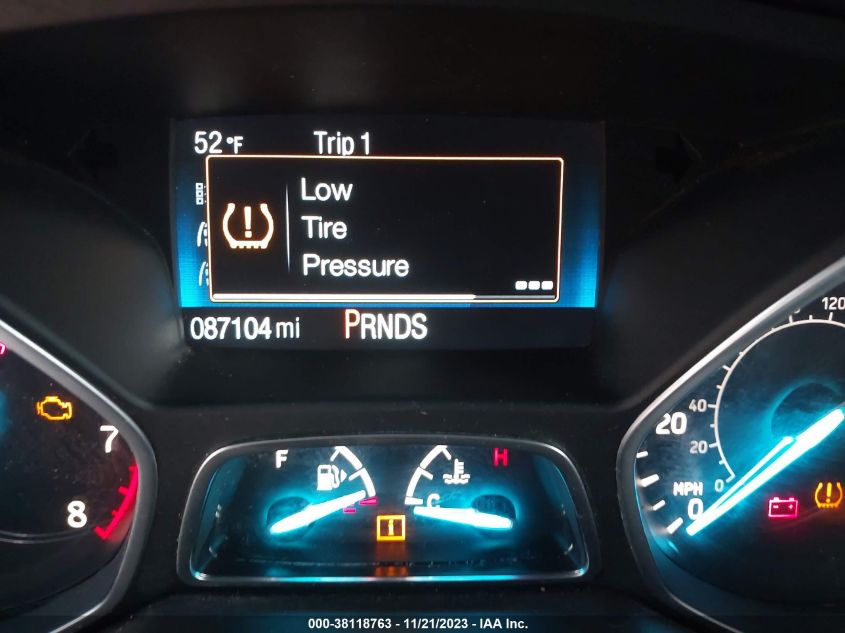 52°F Trip 1
Low
Tire
Pressure
087104 mi PRNDS
120
40
20
20
7
F H
MPH 0
0
8
C
000-38118763 - 11/21/2023 - IAA Inc.